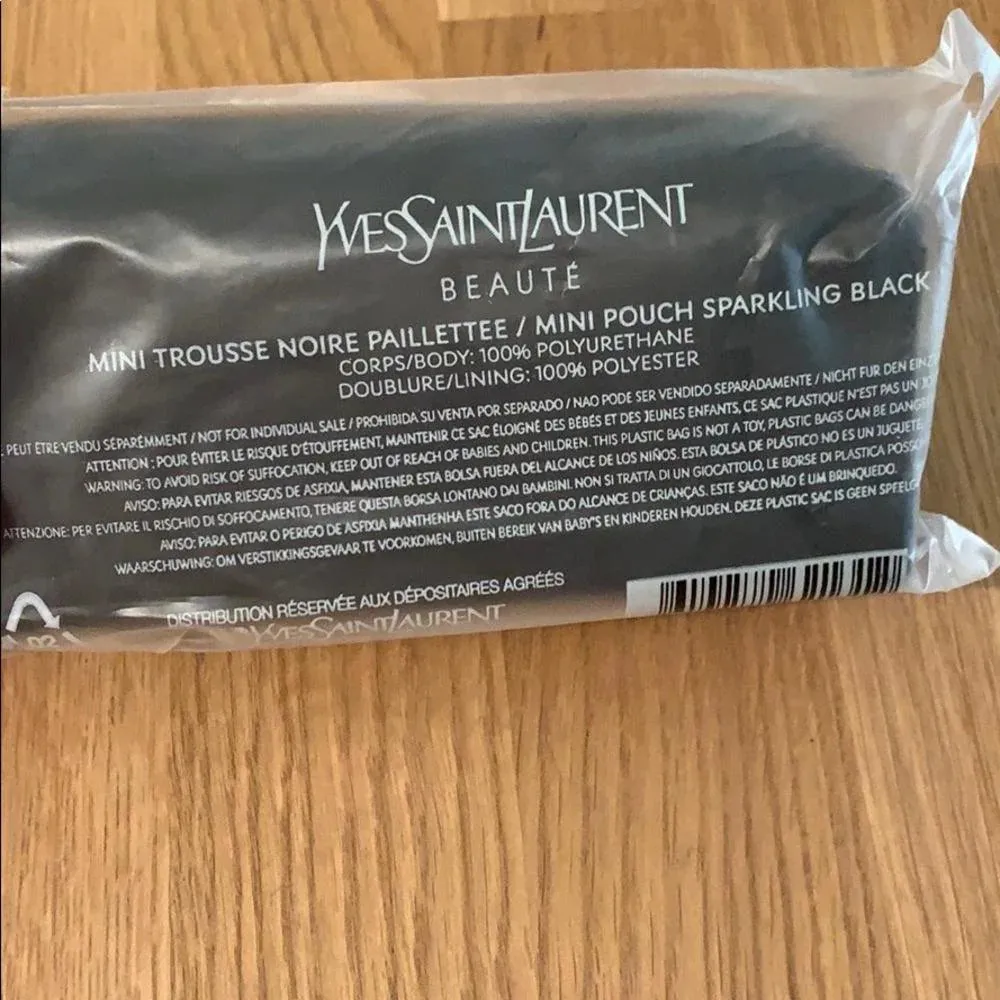 YVESSAINTLAURENT
BEAUTÉ
MINI TROUSSE NOIRE PAILLETTEE / MINI POUCH SPARKLING BLACK
CORPS/BODY: 100% POLYURETHANE
DOUBLURE/LINING: 100% POLYESTER
PEUT ÊTRE VENDU SÉPARÉMMENT / NOT FOR INDIVIDUAL SALE / PROHIBIDA SU VENTA POR SEPARADO / NAO PODE SER VENDIDO SEPARADAMENTE / NICHT FUR DEN
ATTENTION : POUR ÉVITER LE RISQUE D'ÉTOUFFEMENT, MAINTENIR CE SAC ÉLOIGNÉ DES BÉBÉS ET DES JEUNES ENFANTS, CE SAC PLASTIQUE N'EST PAS UN
WARNING: TO AVOID RISK OF SUFFOCATION, KEEP OUT OF REACH OF BABIES AND CHILDREN. THIS PLASTIC BAG IS NOT A TOY, PLASTIC BAGS CAN BE
AVISO: PARA EVITAR RIESGOS DE ASFIXIA, MANTENER ESTA BOLSA FUERA DEL ALCANCE DE LOS NIÑOS. ESTA BOLSA DE PLÁSTICO NO ES UN JUGUETE
ATTENZIONE: PER EVITARE IL RISCHIO DI SOFFOCAMENTO, TENERE QUESTA BORSA LONTANO DAI BAMBINI. NON SI TRATTA DI UN GIOCATTOLO, LE BORSE DI PLASTICA
AVISO: PARA EVITAR O PERIGO DE ASFIXIA MANTHENHA ESTE SACO FORA DO ALCANCE DE CRIANÇAS. ESTE SACO NÃO É UM BRINQUEDO.
WAARSCHUWING: OM VERSTIKKINGSGEVAAR TE VOORKOMEN, BUITEN BEREIK VAN BABY'S EN KINDEREN HOUDEN. DEZE PLASTIC SAC IS GEEN
DISTRIBUTION RÉSERVÉE AUX DÉPOSITAIRES AGRÉÉS
YVESSAINTLAURENT
02